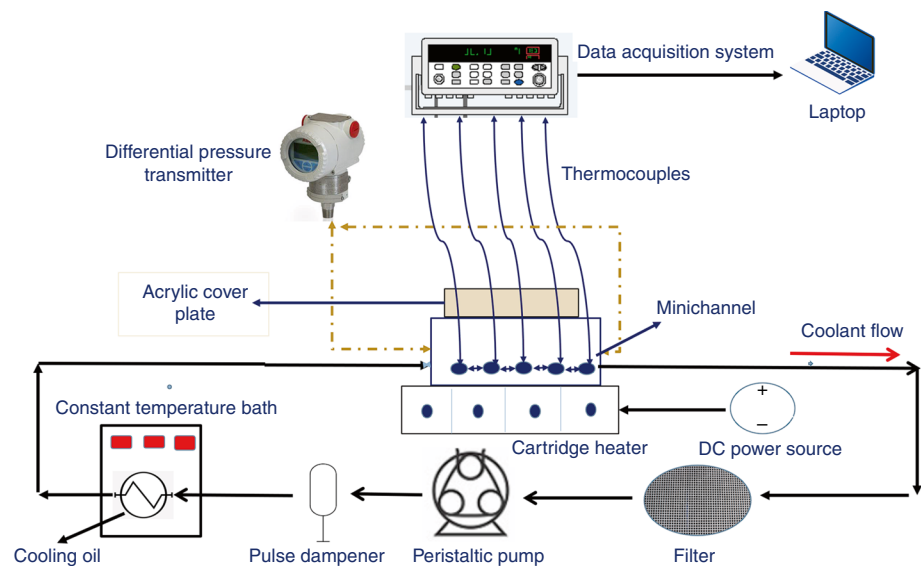 Data acquisition system
Laptop
Differential pressure
transmitter
Thermocouples
Acrylic cover
plate
Minichannel
Coolant flow
Constant temperature bath
+
−
Cartridge heater
DC power source
Cooling oil
Pulse dampener
Peristaltic pump
Filter